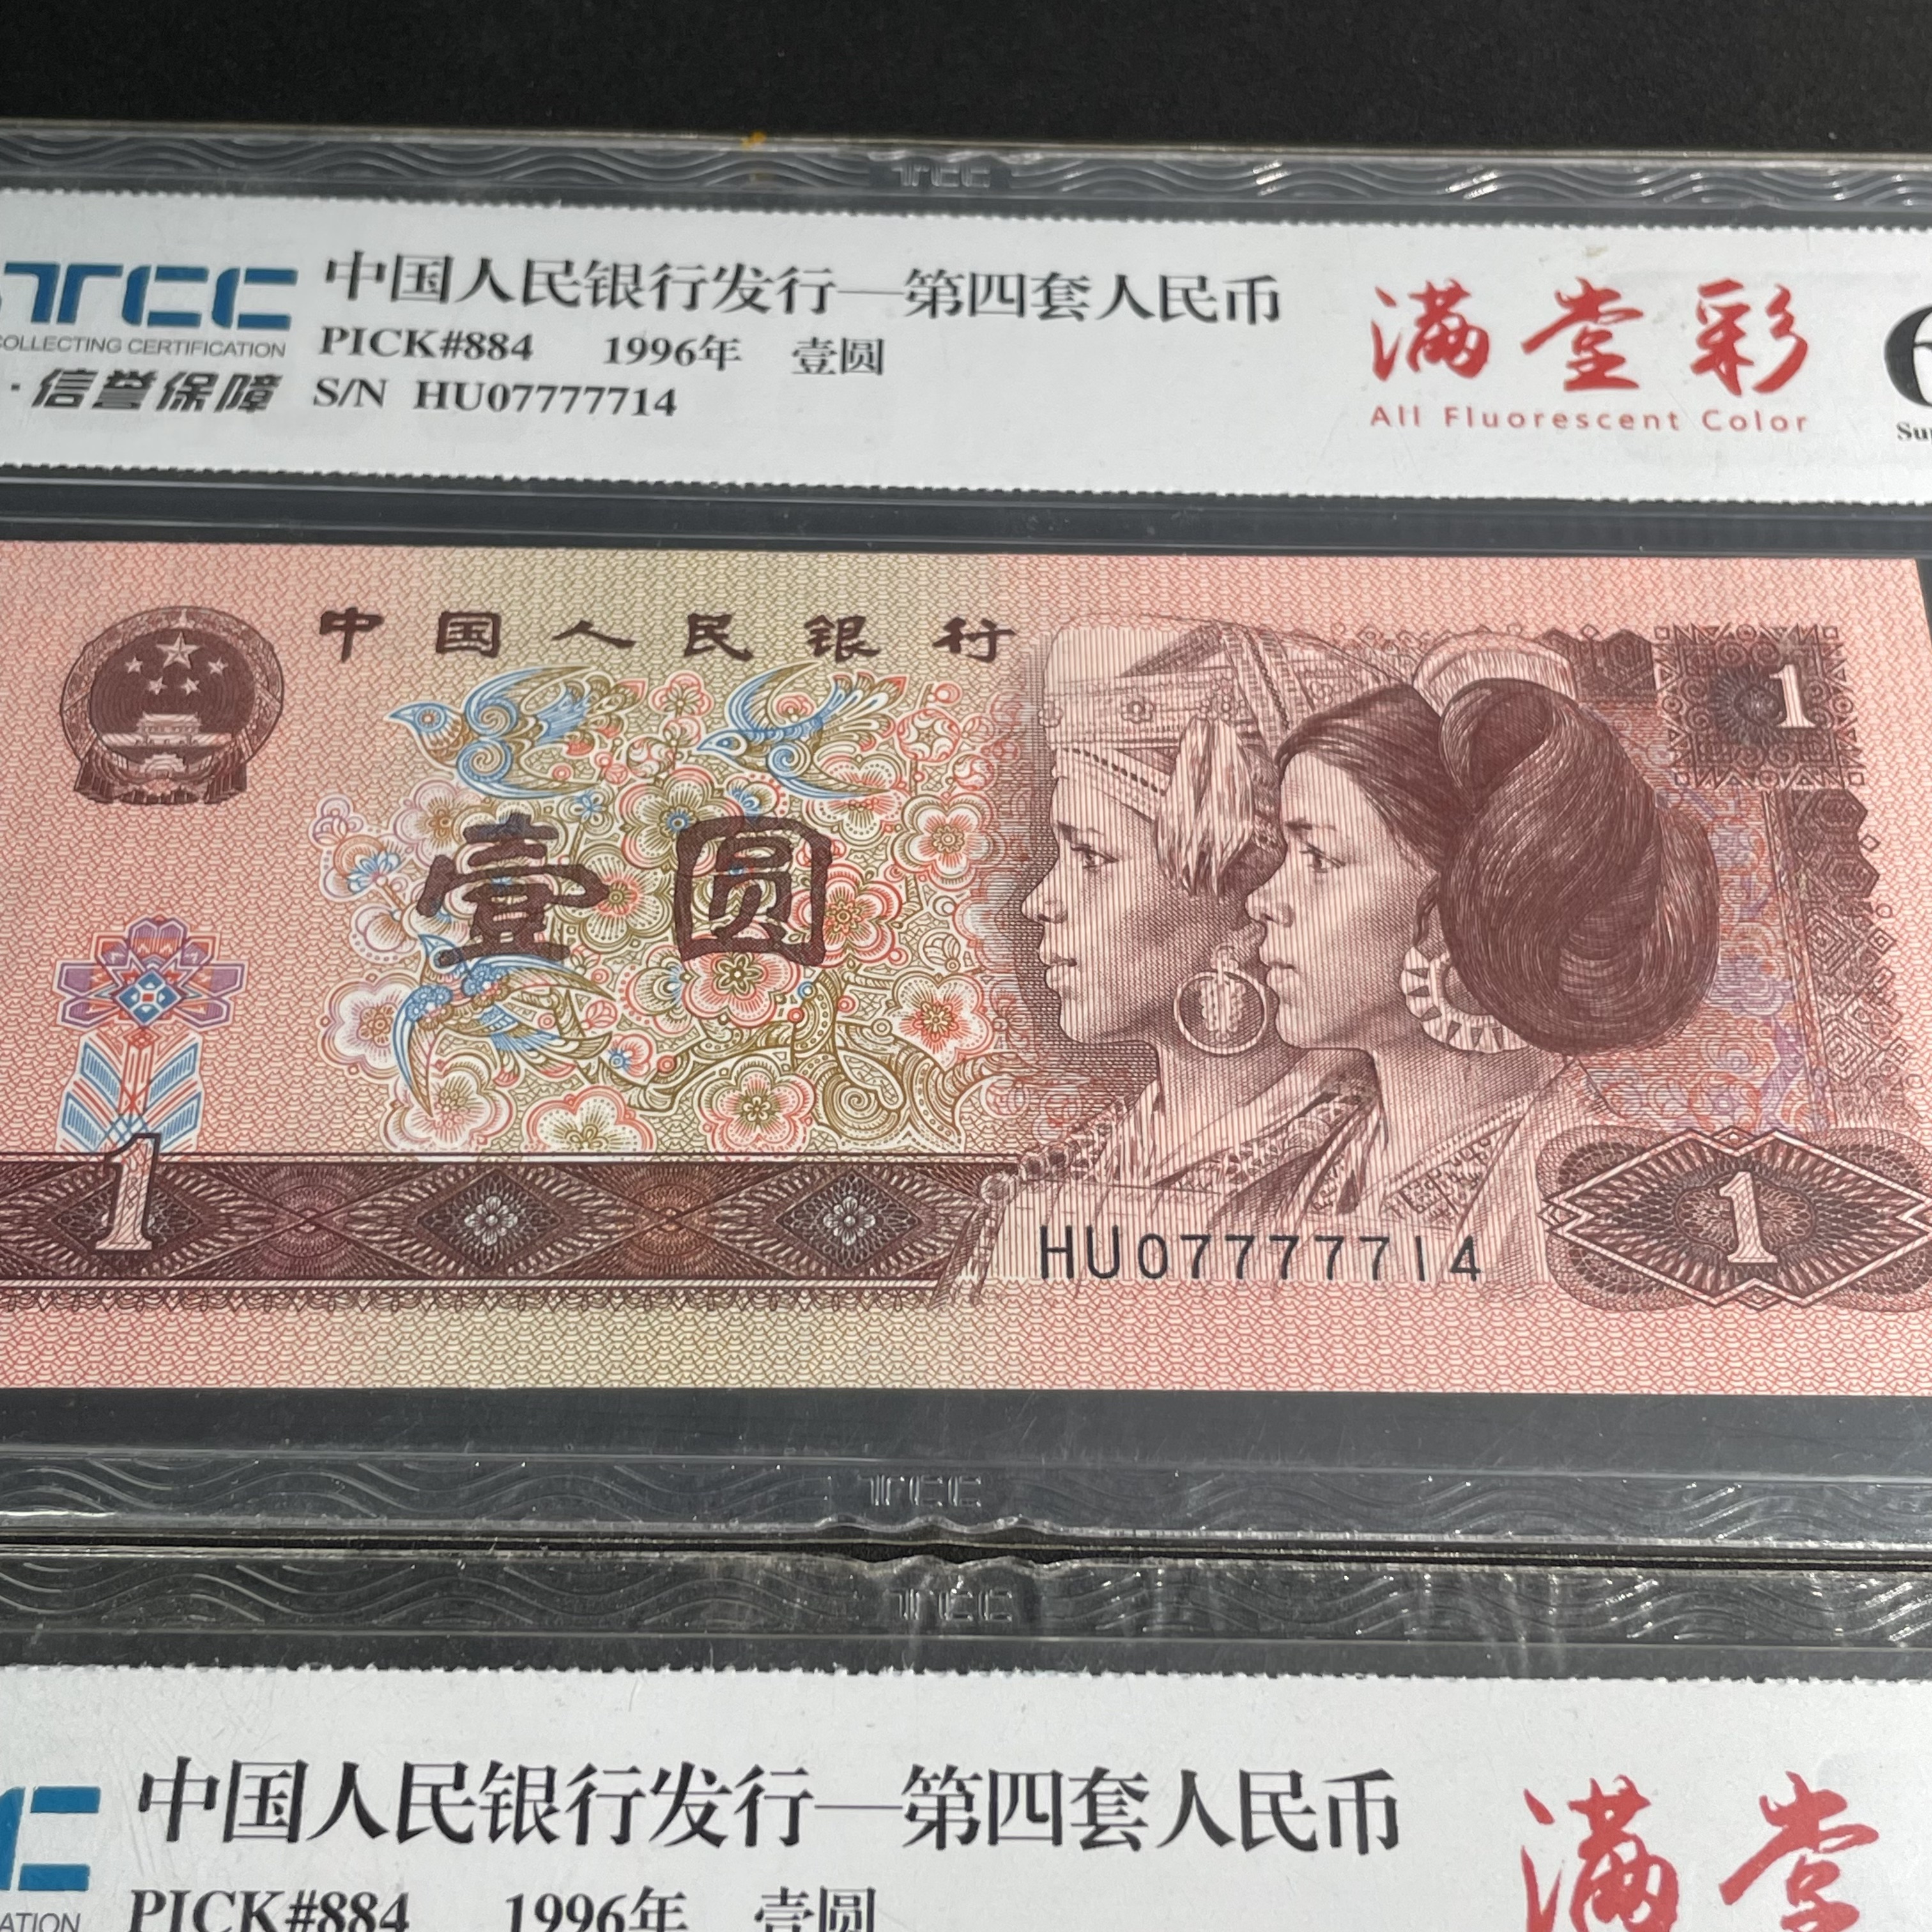 TCC
TCC
COLLECTING CERTIFICATION
·信誉保障
中国人民银行发行—第四套人民币
PICK#884 1996年 壹圆
S/N HU07777714
满堂彩
All Fluorescent Color
中国人民银行
1
壹圆
1
HU07777714
1
TCC
TCC
中国人民银行发行—第四套人民币
PICK#884 1996年 壹圆
满堂